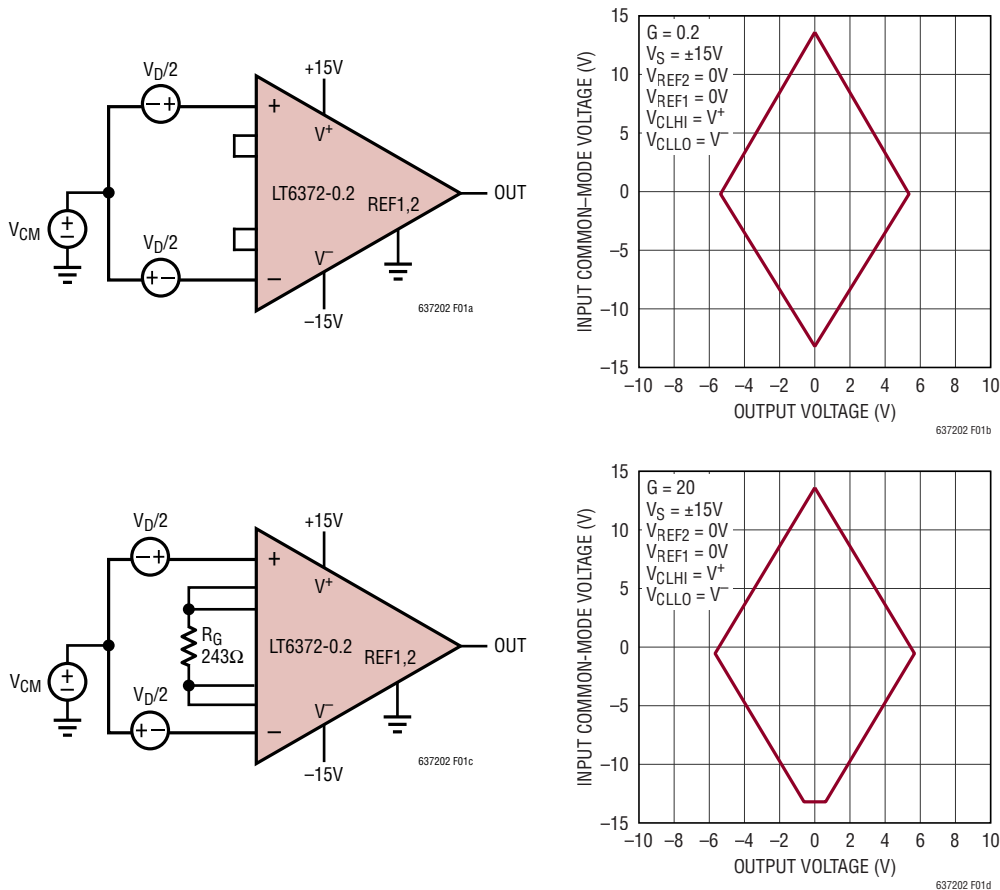 VD/2
+15V
–+
+
V+
LT6372-0.2
REF1,2
OUT
VCM
+
–
VD/2
+–
–
V–
–15V
637202 F01a
15
10
5
0
–5
–10
–15
INPUT COMMON–MODE VOLTAGE (V)
G = 0.2
VS = ±15V
VREF2 = 0V
VREF1 = 0V
VCLHI = V+
VCLLO = V–
–10 –8 –6 –4 –2 0 2 4 6 8 10
OUTPUT VOLTAGE (V)
637202 F01b
VD/2
+15V
–+
+
V+
RG
243Ω
LT6372-0.2
REF1,2
OUT
VCM
+
–
VD/2
+–
–
V–
–15V
637202 F01c
15
10
5
0
–5
–10
–15
INPUT COMMON-MODE VOLTAGE (V)
G = 20
VS = ±15V
VREF2 = 0V
VREF1 = 0V
VCLHI = V+
VCLLO = V–
–10 –8 –6 –4 –2 0 2 4 6 8 10
OUTPUT VOLTAGE (V)
637202 F01d